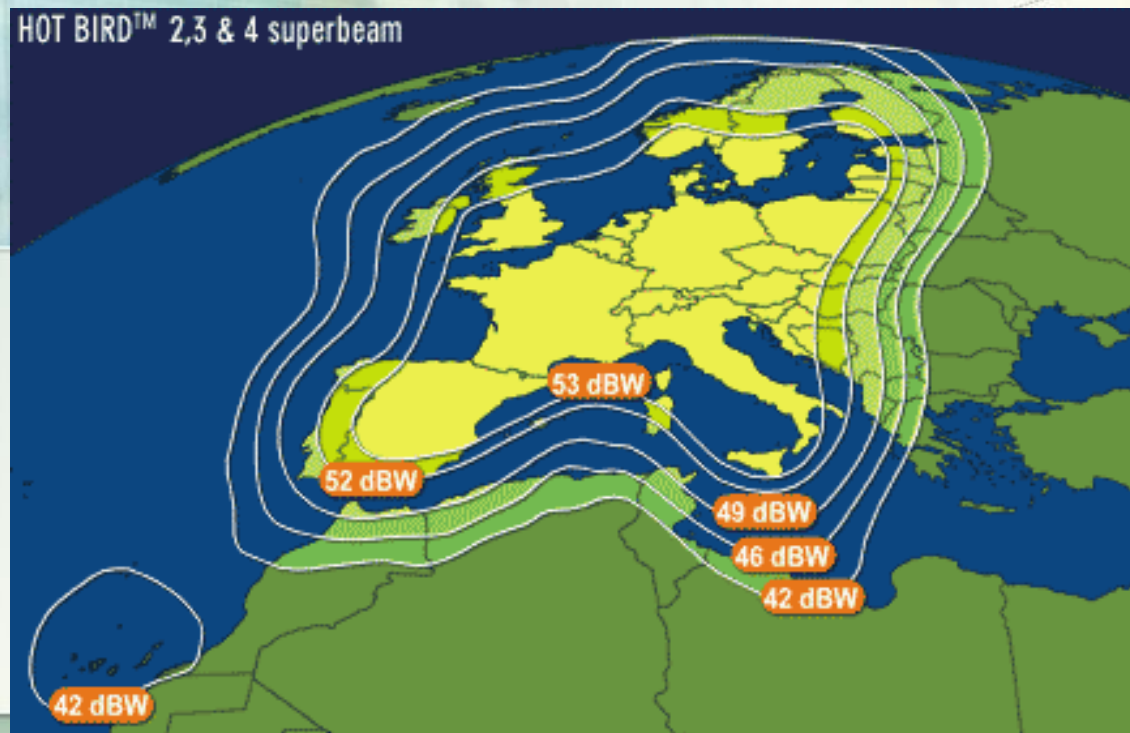 HOT BIRD™ 2,3 & 4 superbeam
53 dBW
52 dBW
49 dBW
46 dBW
42 dBW
42 dBW